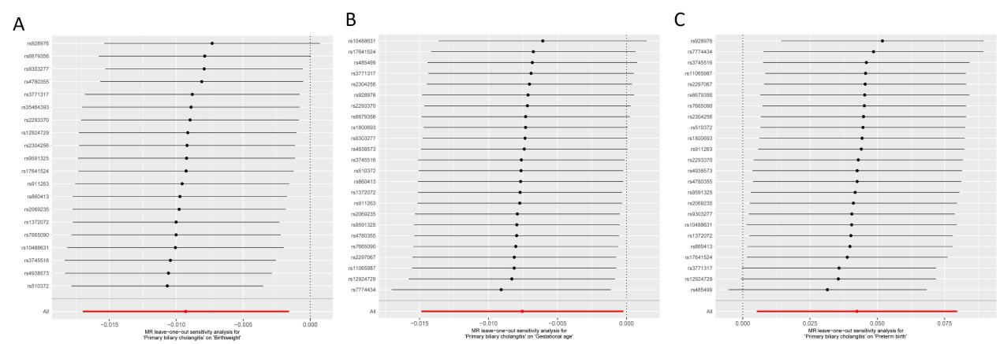 A
rs928976
rs6679356
rs9303277
rs4780355
rs3771317
rs35464393
rs2293370
rs12924729
rs2304256
rs9591325
rs17641524
rs911263
rs860413
rs2069235
rs1372072
rs7665090
rs10488631
rs3745516
rs4938573
rs510372
All
−0.015 −0.010 −0.005 0.000
MR leave−one−out sensitivity analysis for
'Primary biliary cholangitis' on 'Birthweight'
B
rs10488631
rs17641524
rs485499
rs3771317
rs2304256
rs928976
rs2293370
rs6679356
rs1800693
rs9303277
rs4938573
rs3745516
rs510372
rs860413
rs1372072
rs911263
rs2069235
rs9591325
rs4780355
rs7665090
rs2297067
rs11065987
rs12924729
rs7774434
All
−0.015 −0.010 −0.005 0.000
MR leave−one−out sensitivity analysis for
'Primary biliary cholangitis' on 'Gestational age'
C
rs928976
rs7774434
rs3745516
rs11065987
rs2297067
rs6679356
rs7665090
rs2304256
rs510372
rs1800693
rs911263
rs2293370
rs4938573
rs4780355
rs9591325
rs2069235
rs9303277
rs10488631
rs1372072
rs860413
rs17641524
rs3771317
rs12924729
rs485499
All
0.000 0.025 0.050 0.075
MR leave−one−out sensitivity analysis for
'Primary biliary cholangitis' on 'Preterm birth'